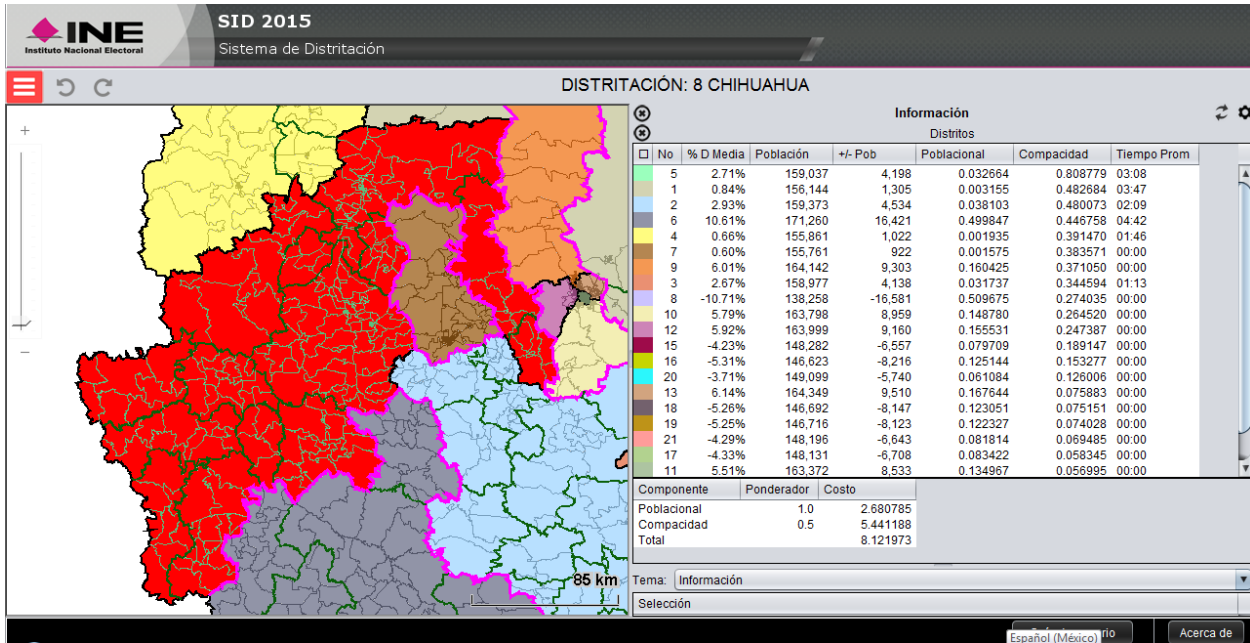 INE
Instituto Nacional Electoral
SID 2015
Sistema de Distritación
DISTRITACIÓN: 8 CHIHUAHUA
Información
Distritos
No % D Media Población +/- Pob Poblacional Compacidad Tiempo Prom
5 2.71% 159,037 4,198 0.032664 0.808779 03:08
1 0.84% 156,144 1,305 0.003155 0.482684 03:47
2 2.93% 159,373 4,534 0.038103 0.480073 02:09
6 10.61% 171,260 16,421 0.499847 0.446758 04:42
4 0.66% 155,861 1,022 0.001935 0.391470 01:46
7 0.60% 155,761 922 0.001575 0.383571 00:00
9 6.01% 164,142 9,303 0.160425 0.371050 00:00
3 2.67% 158,977 4,138 0.031737 0.344594 01:13
8 -10.71% 138,258 -16,581 0.509675 0.274035 00:00
10 5.79% 163,798 8,959 0.148780 0.264520 00:00
12 5.92% 163,999 9,160 0.155531 0.247387 00:00
15 -4.23% 148,282 -6,557 0.079709 0.189147 00:00
16 -5.31% 146,623 -8,216 0.125144 0.153277 00:00
20 -3.71% 149,099 -5,740 0.061084 0.126006 00:00
13 6.14% 164,349 9,510 0.167644 0.075883 00:00
18 -5.26% 146,692 -8,147 0.123051 0.075151 00:00
19 -5.25% 146,716 -8,123 0.122327 0.074028 00:00
21 -4.29% 148,196 -6,643 0.081814 0.069485 00:00
17 -4.33% 148,131 -6,708 0.083422 0.058345 00:00
11 5.51% 163,372 8,533 0.134967 0.056995 00:00
Componente Ponderador Costo
Poblacional 1.0 2.680785
Compacidad 0.5 5.441188
Total 8.121973
85 km
Tema: Información
Selección
Español (México)
Acerca de